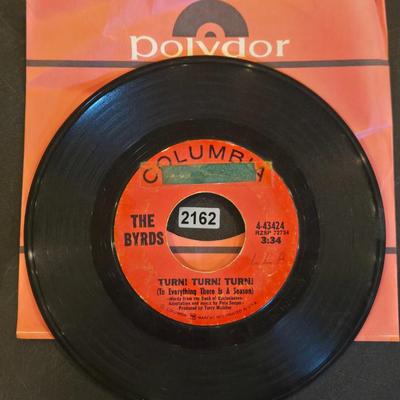 polydor
COLUMBIA
THE
BYRDS
2162
4-43424
RZSP 72734
3:34
TURN! TURN! TURN!
(To Everything There Is A Season)
-Words from the Book of Ecclesiastes-
Adaptation and music by Pete Seeger-
Produced by Terry Melcher